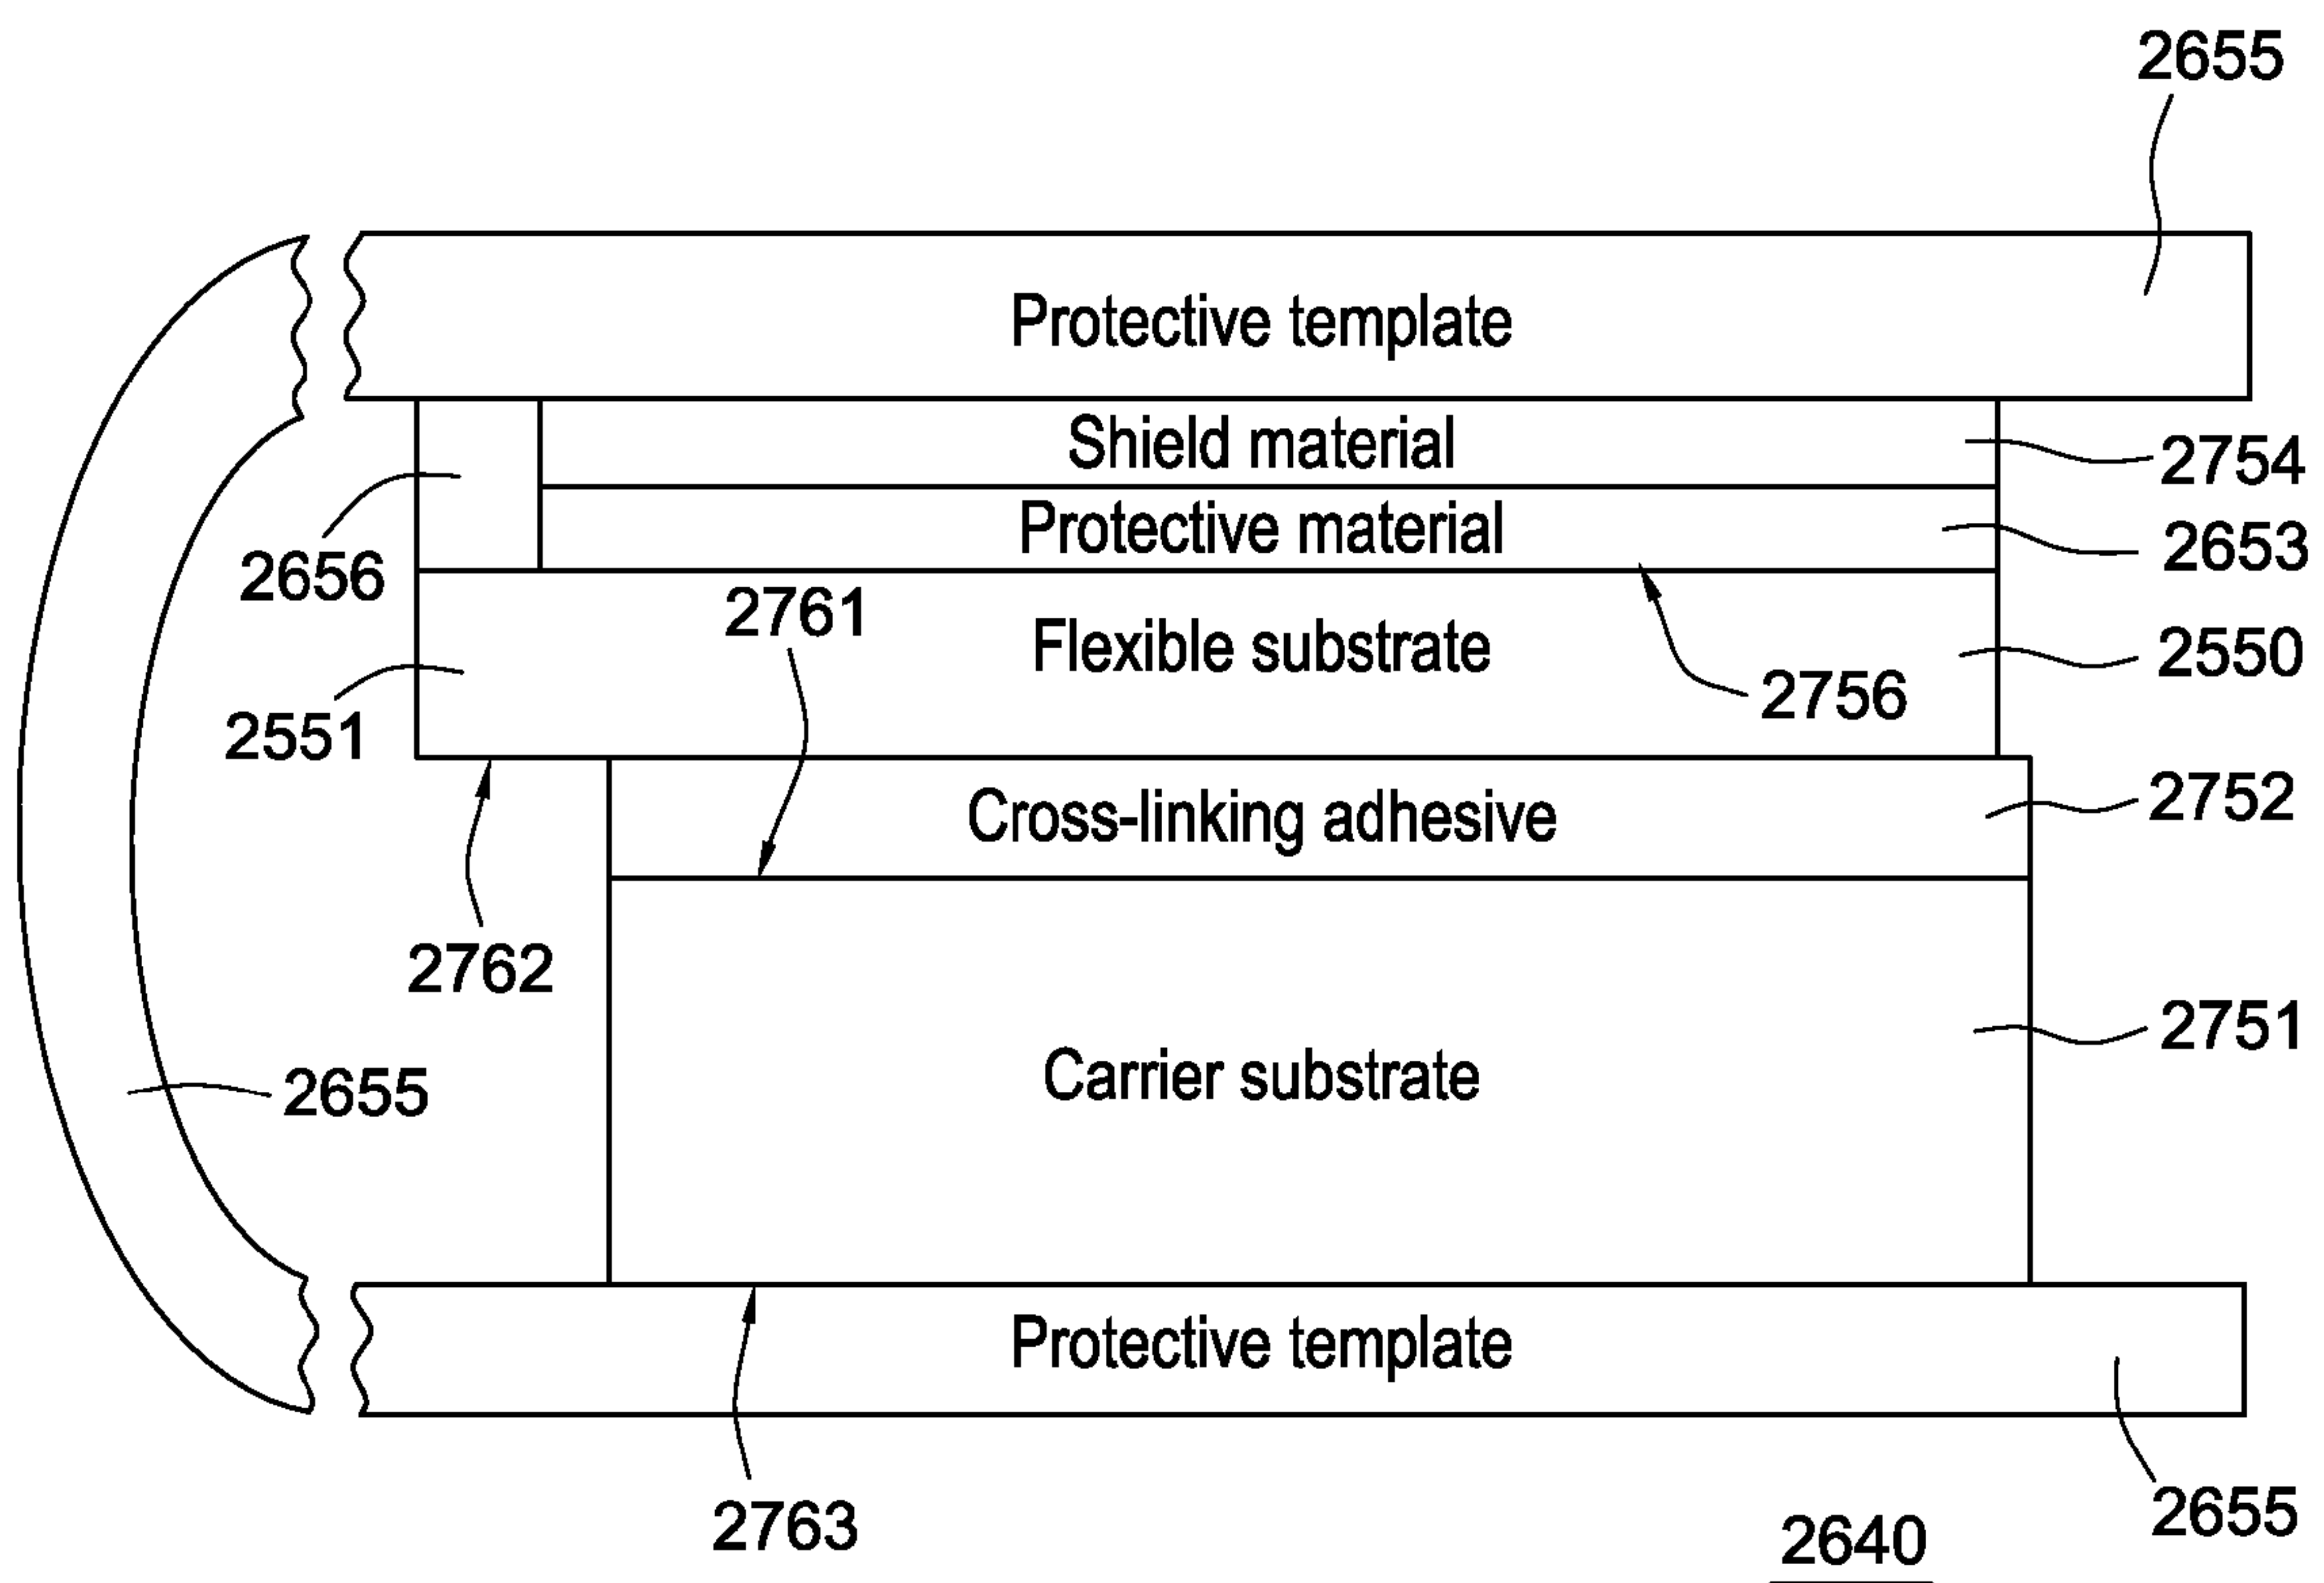 2655
Protective template
Shield material
2754
Protective material
2653
2656
2761
Flexible substrate
2550
2756
2551
Cross-linking adhesive
2752
2762
2751
Carrier substrate
2655
Protective template
2763
2655
2640